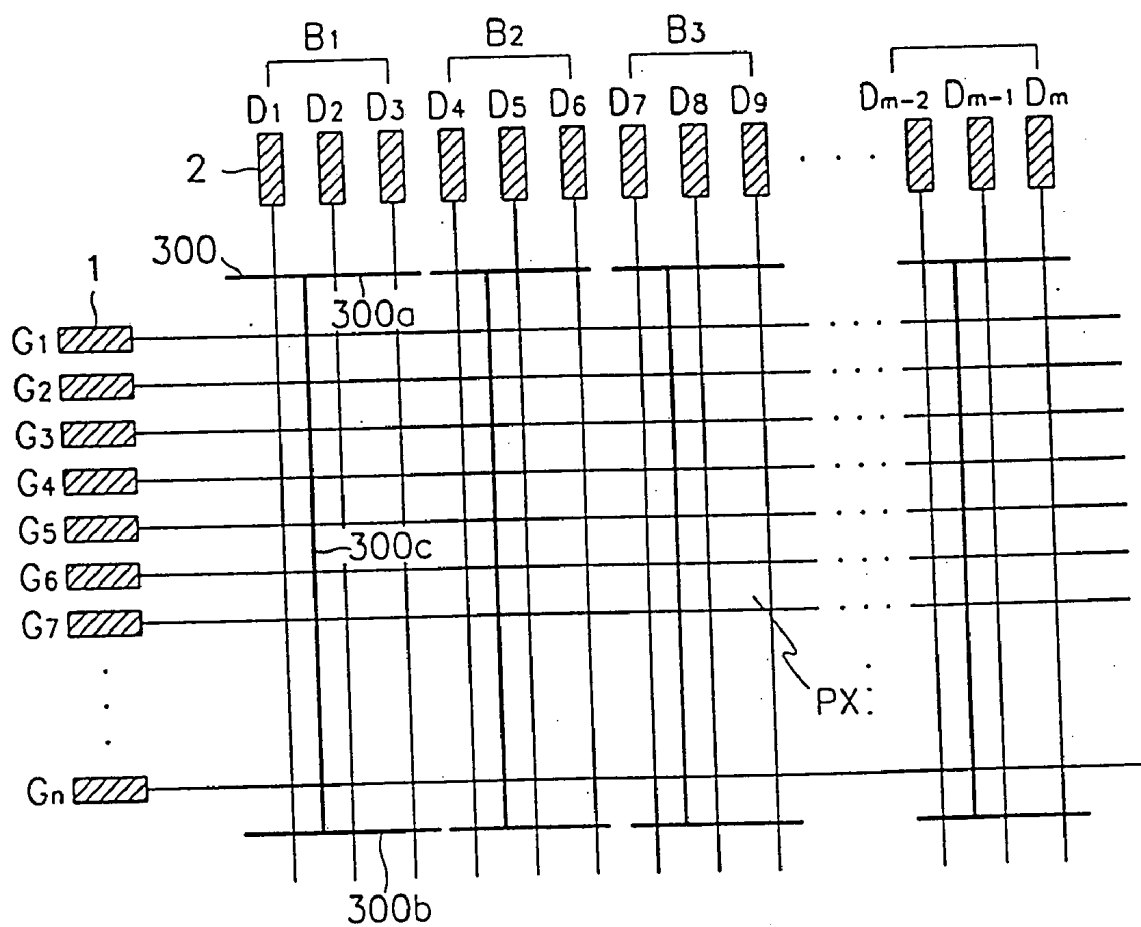 B1 B2 B3
D1 D2 D3 D4 D5 D6 D7 D8 D9 Dm-2 Dm-1 Dm
2 . . .
300
1
300a
G1 . . .
G2 . . .
G3 . . .
G4 . . .
G5 . . .
300c
G6 . . .
G7 . . .
PX
Gn
300b